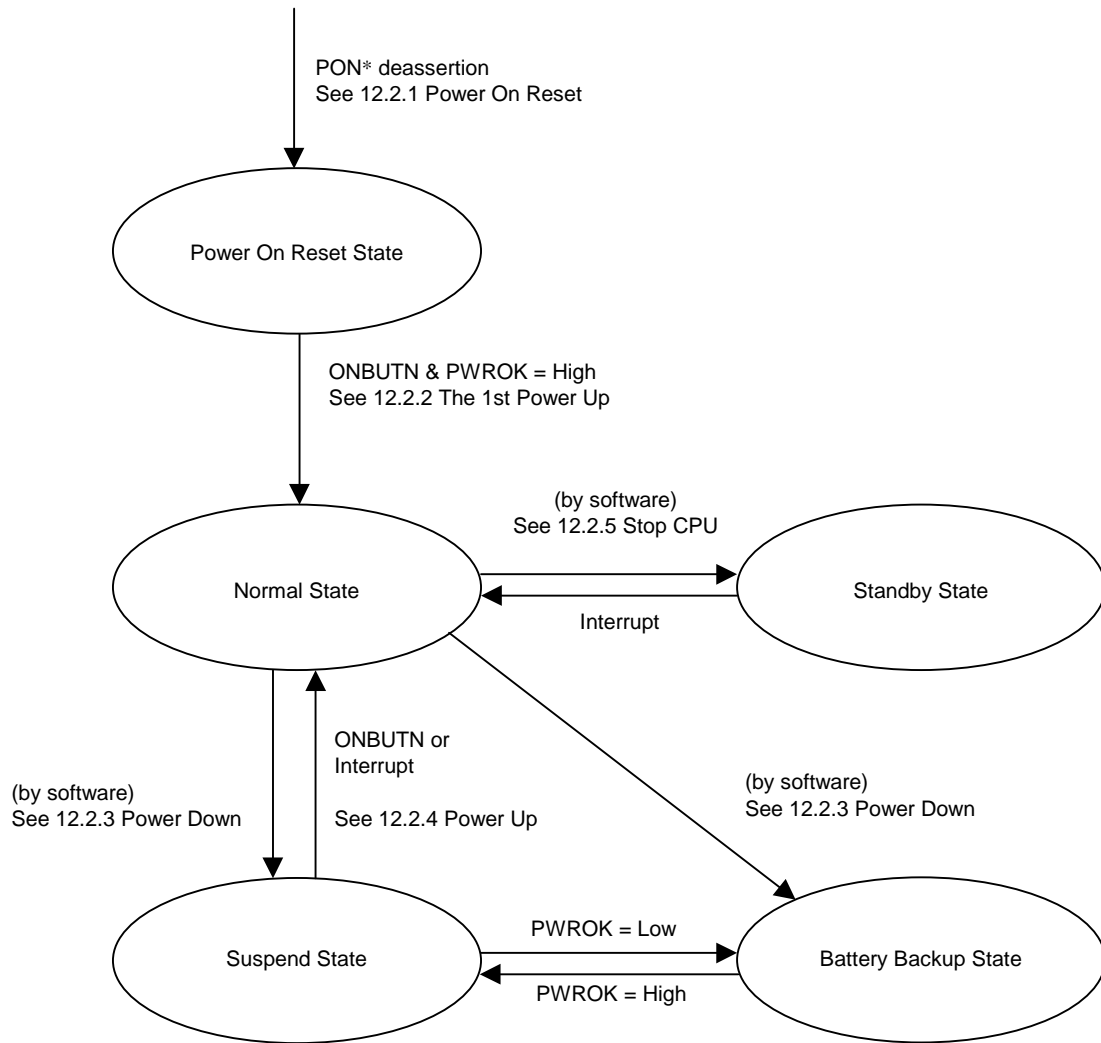 PON* deassertion
See 12.2.1 Power On Reset
Power On Reset State
ONBUTN & PWROK = High
See 12.2.2 The 1st Power Up
(by software)
See 12.2.5 Stop CPU
Normal State
Standby State
Interrupt
ONBUTN or
Interrupt
(by software)
See 12.2.3 Power Down
See 12.2.4 Power Up
(by software)
See 12.2.3 Power Down
PWROK = Low
Suspend State
Battery Backup State
PWROK = High